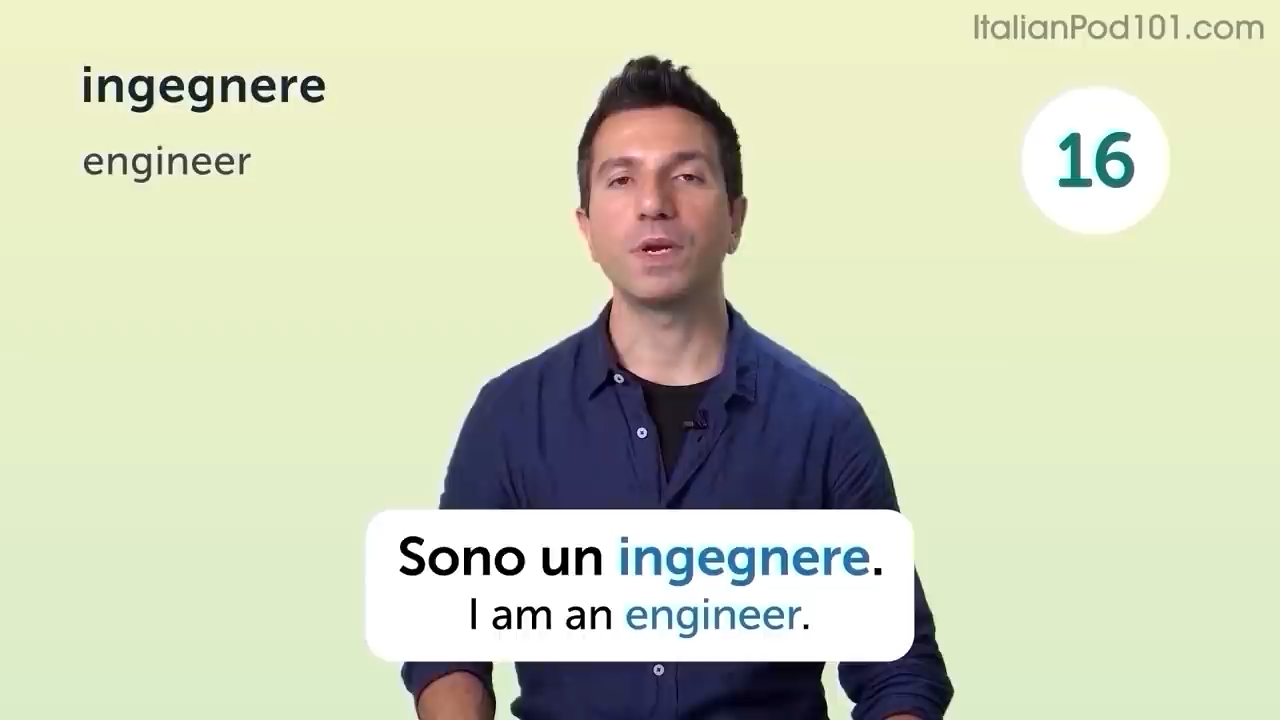 ItalianPod101.com
ingegnere
engineer
16
Sono un ingegnere.
I am an engineer.